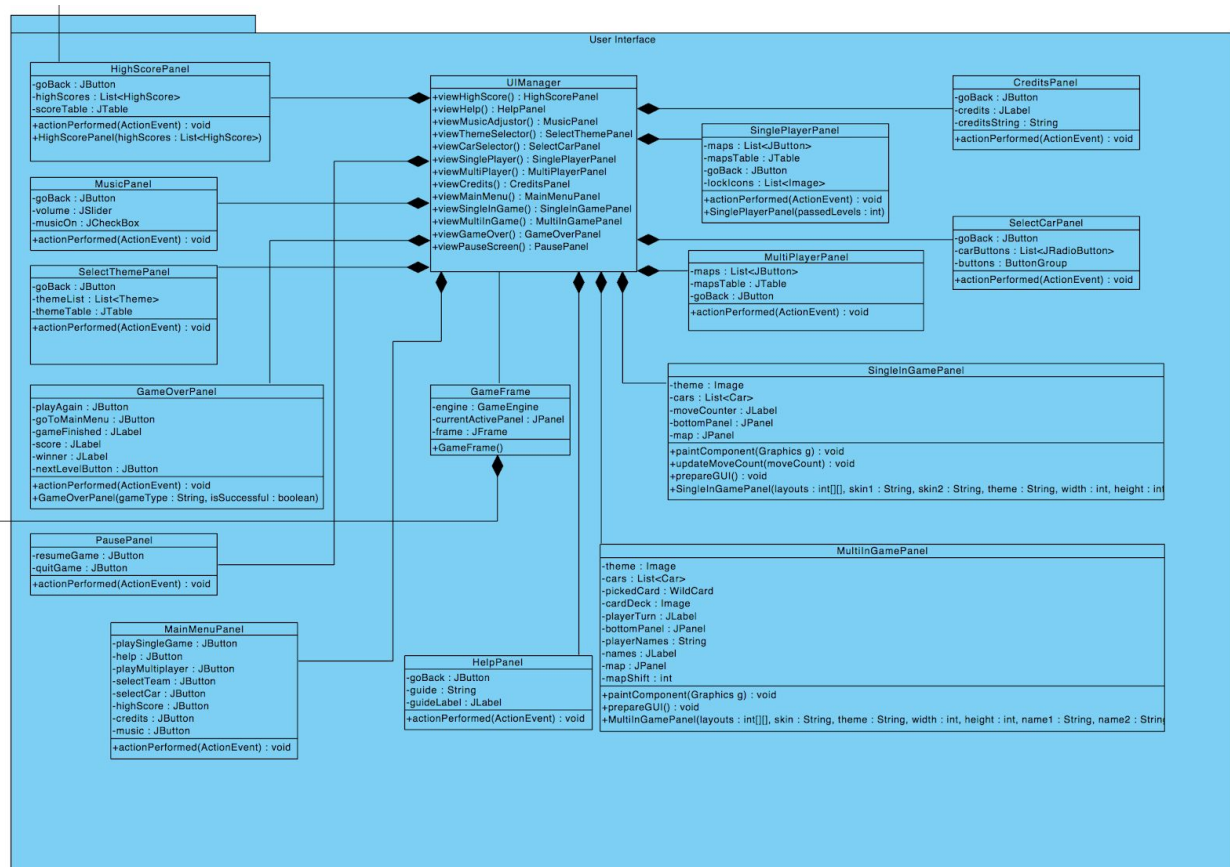 User Interface
HighScorePanel
-goBack : JButton
-highScores : List<HighScore>
-scoreTable : JTable
+actionPerformed(ActionEvent) : void
+HighScorePanel(highScores : List<HighScore>)
UIManager
+viewHighScore() : HighScorePanel
+viewHelp() : HelpPanel
+viewMusicAdjustor() : MusicPanel
+viewThemeSelector() : SelectThemePanel
+viewCarSelector() : SelectCarPanel
+viewSinglePlayer() : SinglePlayerPanel
+viewMultiPlayer() : MultiPlayerPanel
+viewCredits() : CreditsPanel
+viewMainMenu() : MainMenuPanel
+viewSingleInGame() : SingleInGamePanel
+viewMultiInGame() : MultiInGamePanel
+viewGameOver() : GameOverPanel
+viewPauseScreen() : PausePanel
CreditsPanel
-goBack : JButton
-credits : JLabel
-creditsString : String
+actionPerformed(ActionEvent) : void
SinglePlayerPanel
-maps : List<JButton>
-mapsTable : JTable
-goBack : JButton
-lockIcons : List<Image>
+actionPerformed(ActionEvent) : void
+SinglePlayerPanel(passedLevels : int)
MusicPanel
-goBack : JButton
-volume : JSlider
-musicOn : JCheckBox
+actionPerformed(ActionEvent) : void
SelectCarPanel
-goBack : JButton
-carButtons : List<JRadioButton>
-buttons : ButtonGroup
+actionPerformed(ActionEvent) : void
MultiPlayerPanel
-maps : List<JButton>
-mapsTable : JTable
-goBack : JButton
+actionPerformed(ActionEvent) : void
SelectThemePanel
-goBack : JButton
-themeList : List<Theme>
-themeTable : JTable
+actionPerformed(ActionEvent) : void
GameOverPanel
-playAgain : JButton
-goToMainMenu : JButton
-gameFinished : JLabel
-score : JLabel
-winner : JLabel
-nextLevelButton : JButton
+actionPerformed(ActionEvent) : void
+GameOverPanel(gameType : String, isSuccessful : boolean)
GameFrame
-engine : GameEngine
-currentActivePanel : JPanel
-frame : JFrame
+GameFrame()
SingleInGamePanel
-theme : Image
-cars : List<Car>
-moveCounter : JLabel
-bottomPanel : JPanel
-map : JPanel
+paintComponent(Graphics g) : void
+updateMoveCount(moveCount) : void
+prepareGUI() : void
+SingleInGamePanel(layouts : int[][], skin1 : String, skin2 : String, theme : String, width : int, height : int
PausePanel
-resumeGame : JButton
-quitGame : JButton
+actionPerformed(ActionEvent) : void
MultiInGamePanel
-theme : Image
-cars : List<Car>
-pickedCard : WildCard
-cardDeck : Image
-playerTurn : JLabel
-bottomPanel : JPanel
-playerNames : String
-names : JLabel
-map : JPanel
-mapShift : int
+paintComponent(Graphics g) : void
+prepareGUI() : void
+MultiInGamePanel(layouts : int[][], skin : String, theme : String, width : int, height : int, name1 : String, name2 : String
MainMenuPanel
-playSingleGame : JButton
-help : JButton
-playMultiplayer : JButton
-selectTeam : JButton
-selectCar : JButton
-highScore : JButton
-credits : JButton
-music : JButton
+actionPerformed(ActionEvent) : void
HelpPanel
-goBack : JButton
-guide : String
-guideLabel : JLabel
+actionPerformed(ActionEvent) : void